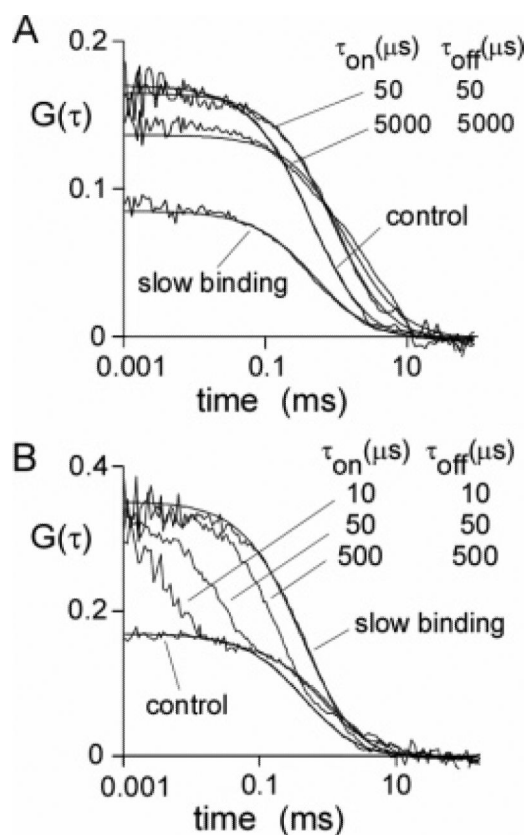 A
τon(μs) τoff(μs)
0.2
G(τ)
50 50
5000 5000
0.1
control
slow binding
0
0.001 0.1 10
time (ms)
B
τon(μs) τoff(μs)
0.4
10 10
G(τ)
50 50
500 500
0.2
slow binding
control
0
0.001 0.1 10
time (ms)